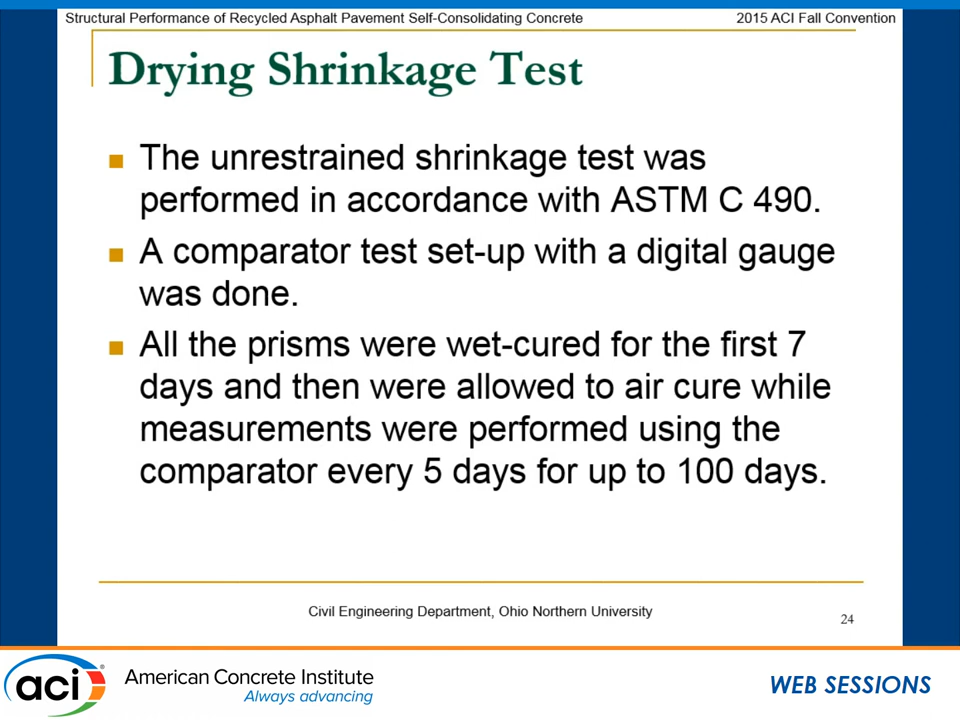 Structural Performance of Recycled Asphalt Pavement Self-Consolidating Concrete 2015 ACI Fall Convention
Drying Shrinkage Test
The unrestrained shrinkage test was
performed in accordance with ASTM C 490.
A comparator test set-up with a digital gauge
was done.
All the prisms were wet-cured for the first 7
days and then were allowed to air cure while
measurements were performed using the
comparator every 5 days for up to 100 days.
Civil Engineering Department, Ohio Northern University
24
aci
American Concrete Institute
Always advancing
WEB SESSIONS